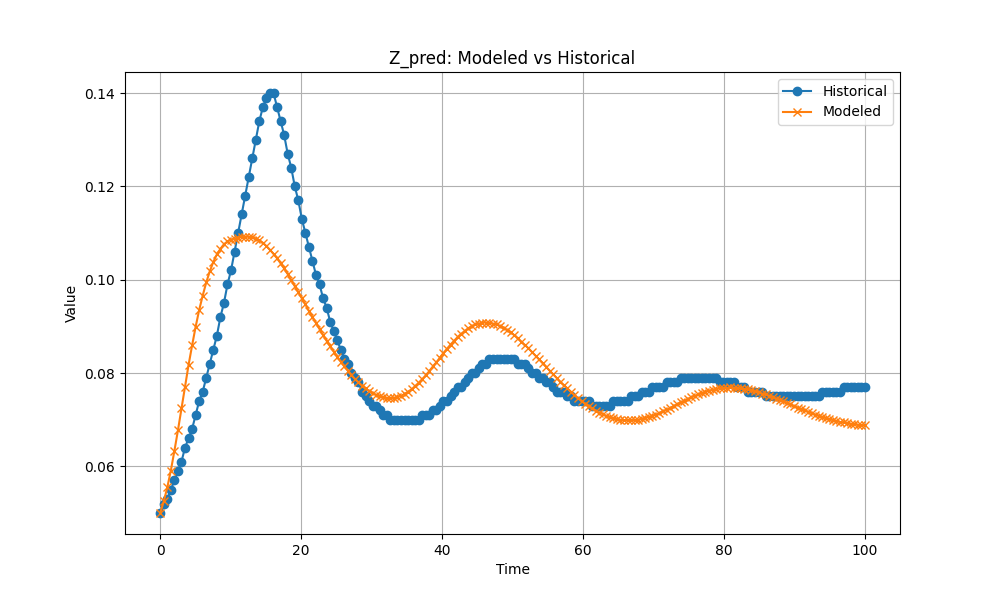 Z_pred: Modeled vs Historical
Historical
Modeled
0.14
0.12
0.10
0.08
0.06
Value
0 20 40 60 80 100
Time